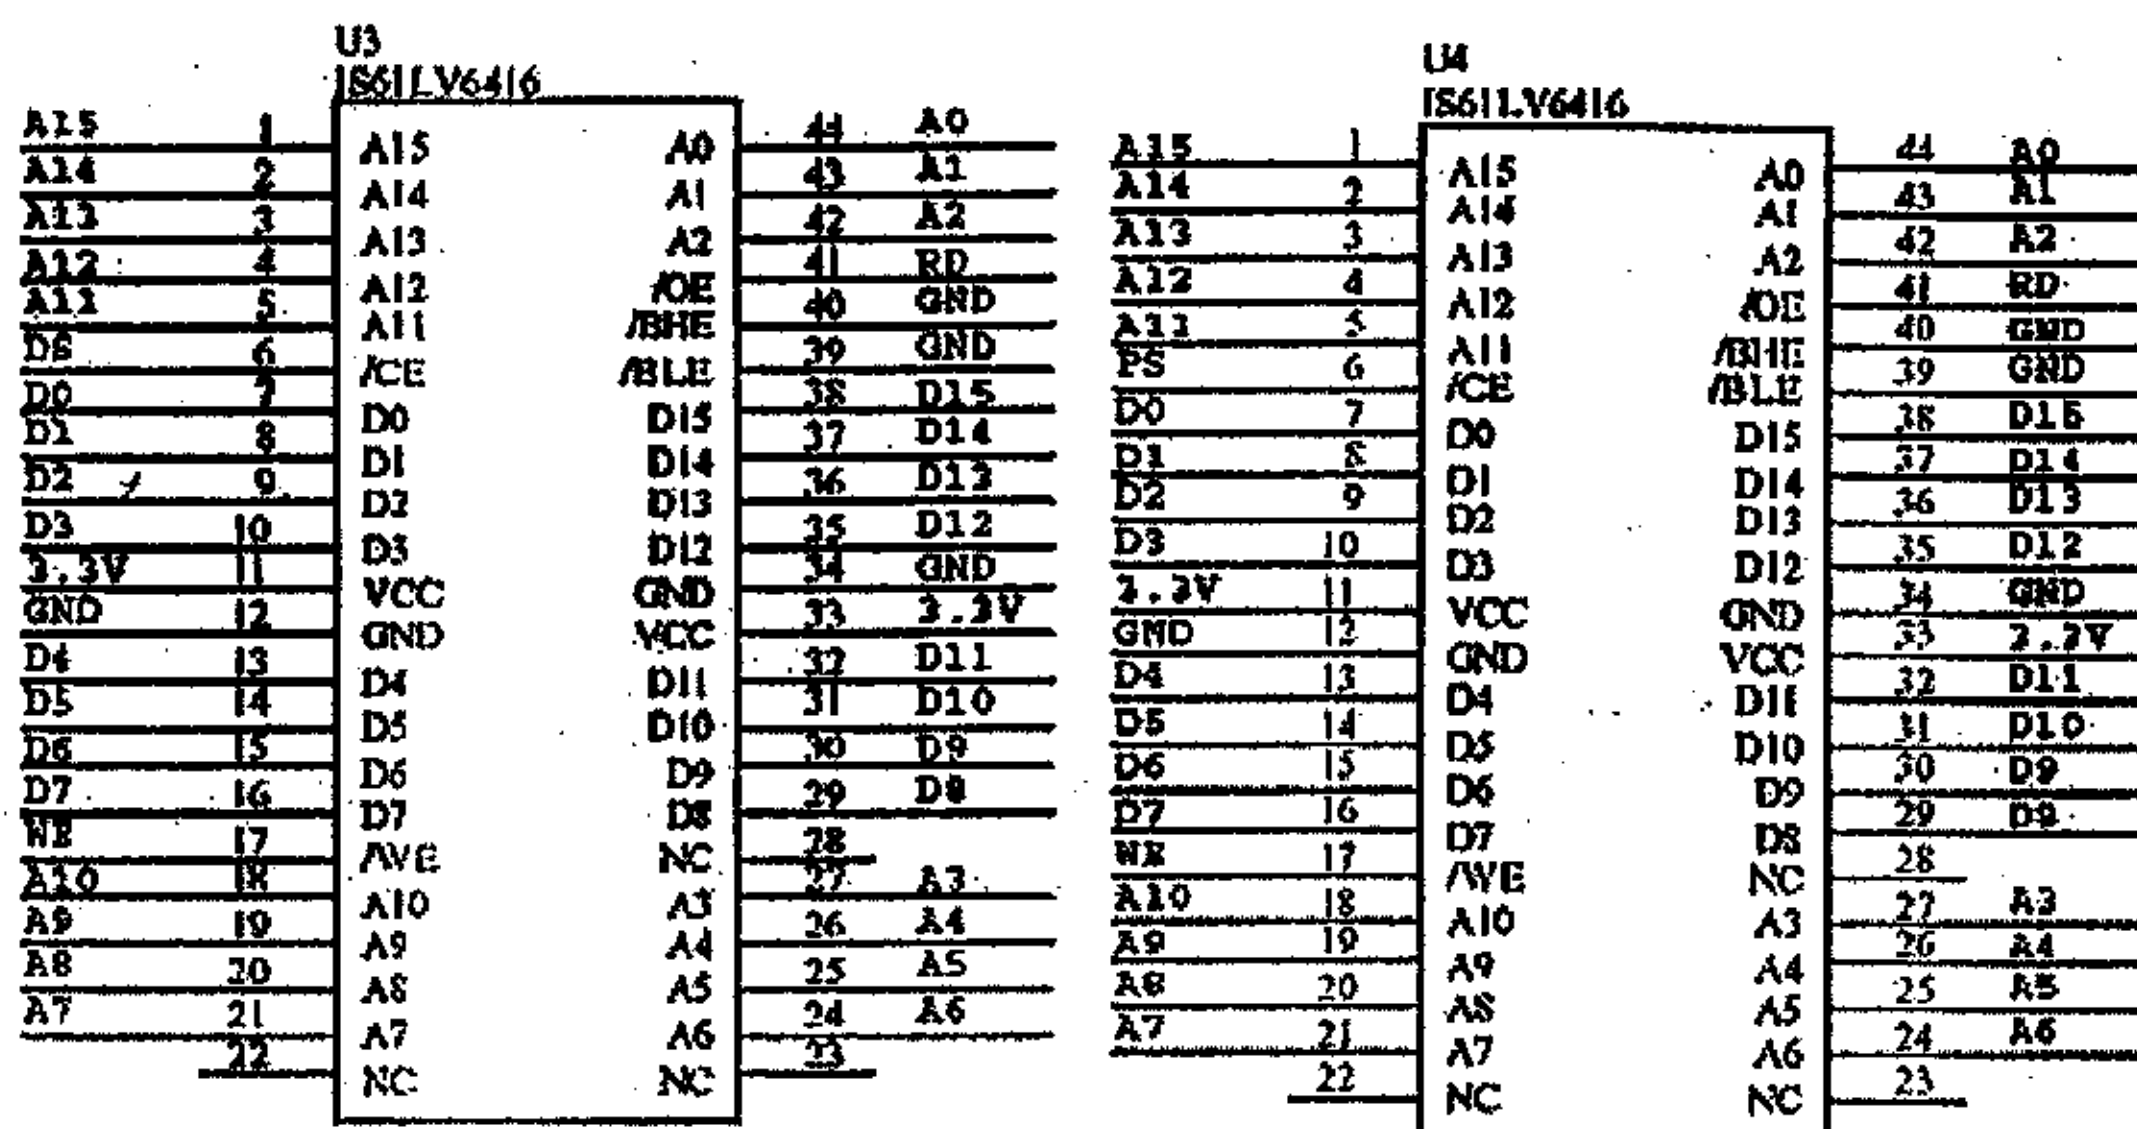 U3
IS61LV6416
A15 1 A15 A0 44 A0
A14 2 A14 A1 43 A1
A13 3 A13 A2 42 A2
A12 4 A12 /OE 41 RD
A11 5 A11 /BHE 40 GND
DS 6 /CE /BLE 39 GND
D0 7 D0 D15 38 D15
D1 8 D1 D14 37 D14
D2 9 D2 D13 36 D13
D3 10 D3 D12 35 D12
3.3V 11 VCC GND 34 GND
GND 12 GND VCC 33 3.3V
D4 13 D4 D11 32 D11
D5 14 D5 D10 31 D10
D6 15 D6 D9 30 D9
D7 16 D7 D8 29 D8
WE 17 /WE NC 28
A10 18 A10 A3 27 A3
A9 19 A9 A4 26 A4
A8 20 A8 A5 25 A5
A7 21 A7 A6 24 A6
22 NC NC 23
U4
IS61LV6416
A15 1 A15 A0 44 A0
A14 2 A14 A1 43 A1
A13 3 A13 A2 42 A2
A12 4 A12 /OE 41 RD
A11 5 A11 /BHE 40 GND
PS 6 /CE /BLE 39 GND
D0 7 D0 D15 38 D15
D1 8 D1 D14 37 D14
D2 9 D2 D13 36 D13
D3 10 D3 D12 35 D12
3.3V 11 VCC GND 34 GND
GND 12 GND VCC 33 3.3V
D4 13 D4 D11 32 D11
D5 14 D5 D10 31 D10
D6 15 D6 D9 30 D9
D7 16 D7 D8 29 D8
WE 17 /WE NC 28
A10 18 A10 A3 27 A3
A9 19 A9 A4 26 A4
A8 20 A8 A5 25 A5
A7 21 A7 A6 24 A6
22 NC NC 23